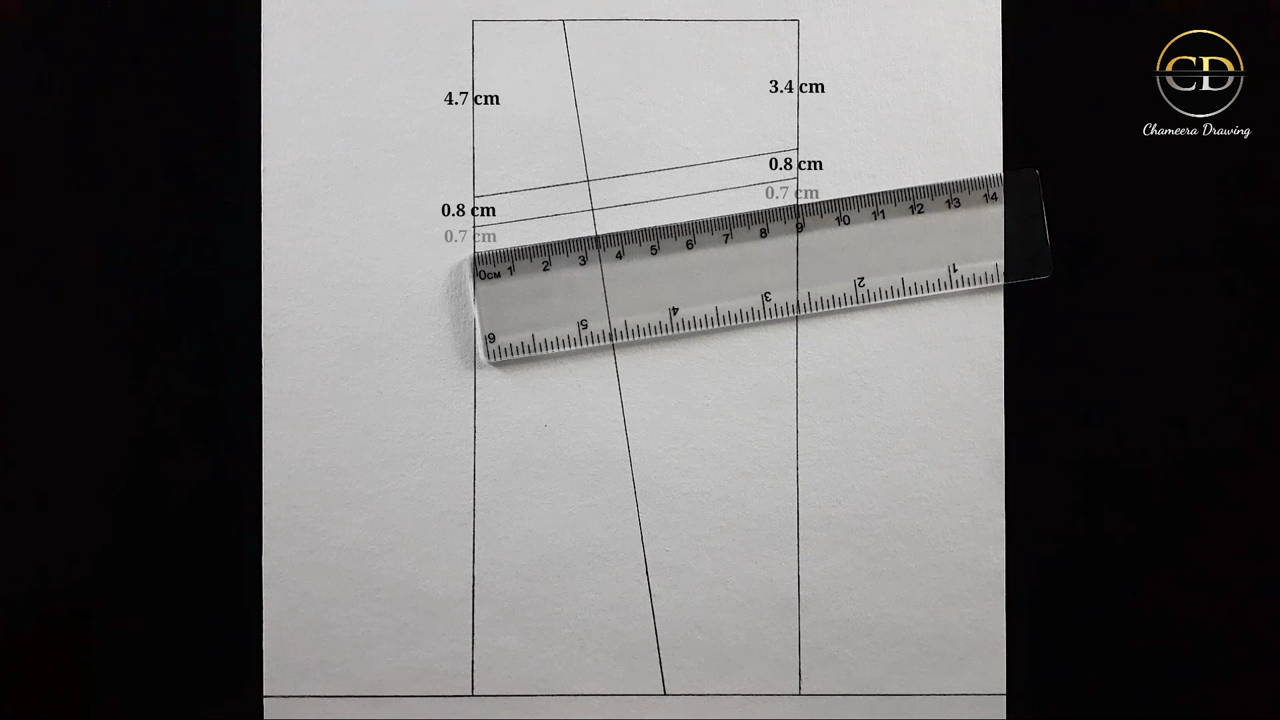 CD
Chameera Drawing
4.7 cm
3.4 cm
0.8 cm
0.7 cm
0.8 cm
0.7 cm
0см 1 2 3 4 5 6 7 8 9 10 11 12 13 14
6 5 4 3 2 1